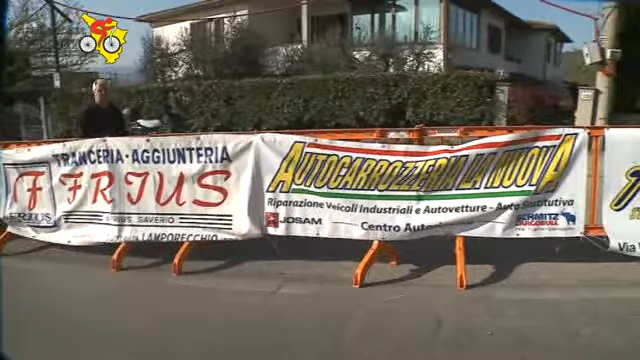 TRANCERIA - AGGIUNTERIA
F FRIUS
FRIUS
FRIUS SAVERIO
LAMPORECCHIO
AUTOCARROZZERIA LA NUOVA
Riparazione Veicoli Industriali e Autovetture - Auto Sostitutiva
JOSAM
Centro
SCHMITZ
CARGOBULL
Via